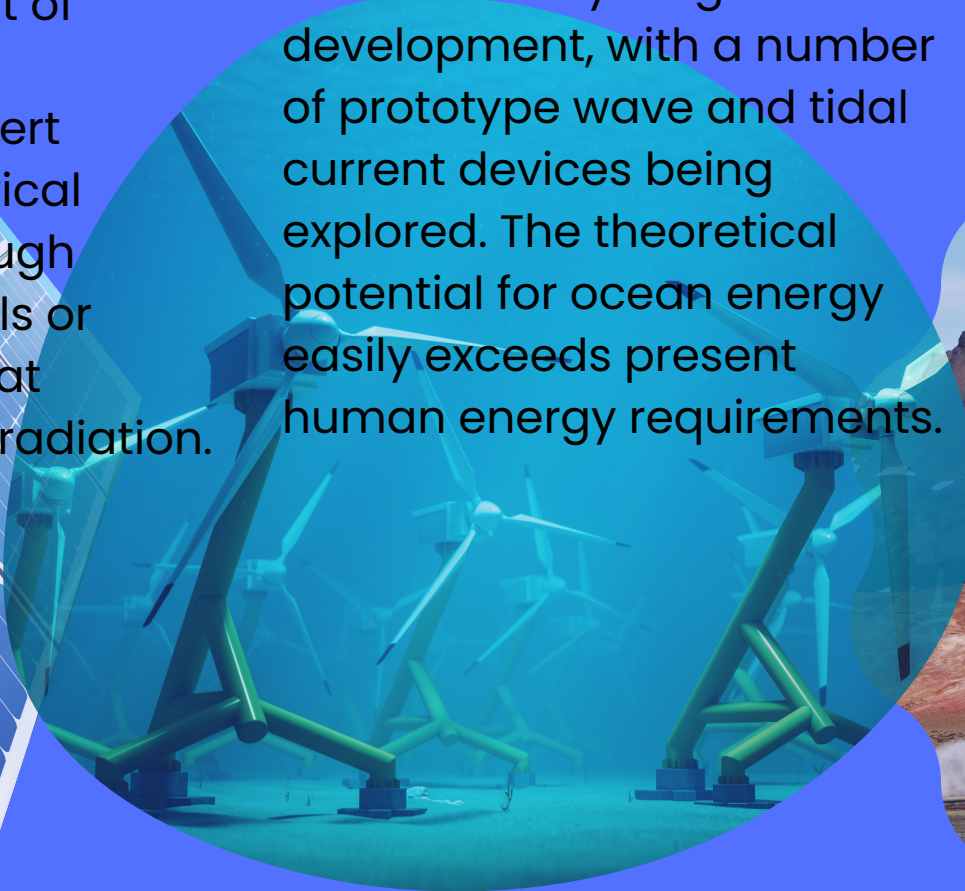 t of
ert
ical
ugh
ls or
at
radiation.
development, with a number
of prototype wave and tidal
current devices being
explored. The theoretical
potential for ocean energy
easily exceeds present
human energy requirements.